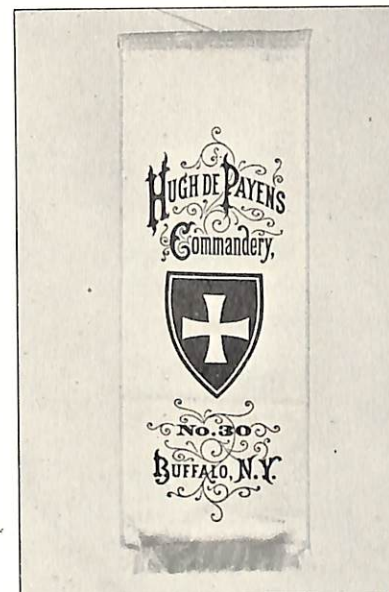 HUGH DE PAYENS
Commandery,
No. 30
BUFFALO, N.Y.